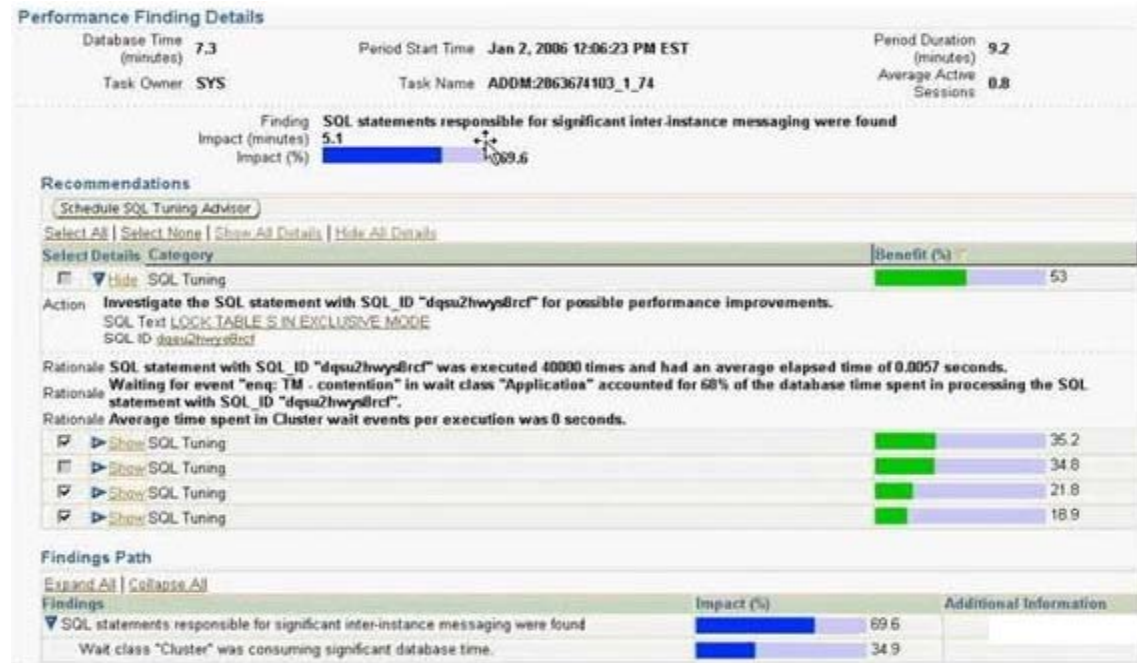 Performance Finding Details
Database Time (minutes) 7.3
Period Start Time Jan 2, 2006 12:06:23 PM EST
Period Duration (minutes) 9.2
Task Owner SYS
Task Name ADDM:2863674103_1_74
Average Active Sessions 0.8
Finding SQL statements responsible for significant inter-instance messaging were found
Impact (minutes) 5.1
Impact (%) 69.6
Recommendations
Schedule SQL Tuning Advisor
Select All | Select None | Show All Details | Hide All Details
Select Details Category Benefit (%)
Hide SQL Tuning 53
Action Investigate the SQL statement with SQL_ID "dqsu2hwys8rcf" for possible performance improvements.
SQL Text LOCK TABLE S IN EXCLUSIVE MODE
SQL ID dqsu2hwys8rcf
Rationale SQL statement with SQL_ID "dqsu2hwys8rcf" was executed 40000 times and had an average elapsed time of 0.0057 seconds.
Rationale Waiting for event "enq: TM - contention" in wait class "Application" accounted for 68% of the database time spent in processing the SQL
statement with SQL_ID "dqsu2hwys8rcf".
Rationale Average time spent in Cluster wait events per execution was 0 seconds.
Show SQL Tuning 35.2
Show SQL Tuning 34.8
Show SQL Tuning 21.8
Show SQL Tuning 18.9
Findings Path
Expand All | Collapse All
Findings Impact (%) Additional Information
SQL statements responsible for significant inter-instance messaging were found 69.6
Wait class "Cluster" was consuming significant database time. 34.9